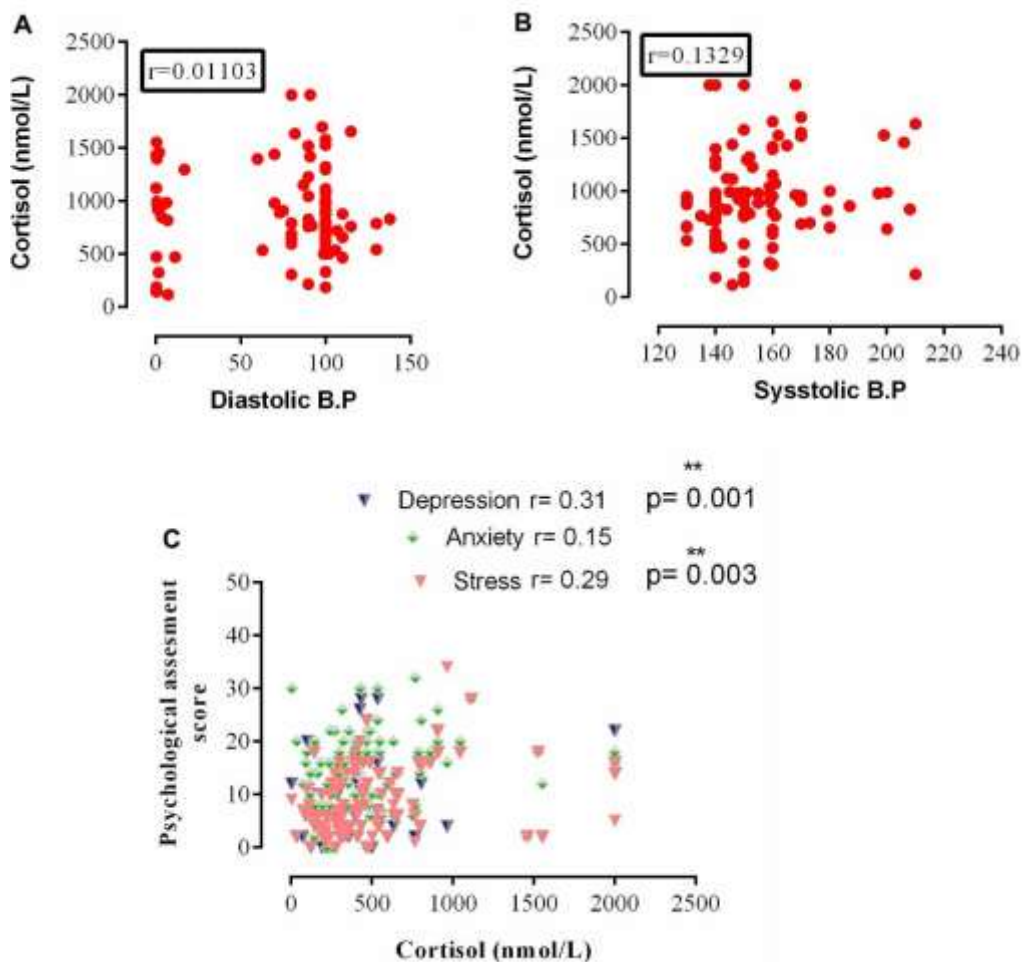 A
r=0.01103
Cortisol (nmol/L)
2500
2000
1500
1000
500
0
0 50 100 150
Diastolic B.P
B
r=0.1329
Cortisol (nmol/L)
2500
2000
1500
1000
500
0
120 140 160 180 200 220 240
Sysstolic B.P
C
Depression r= 0.31
**
p= 0.001
Anxiety r= 0.15
Stress r= 0.29
**
p= 0.003
Psychological assesment
score
50
40
30
20
10
0
0 500 1000 1500 2000 2500
Cortisol (nmol/L)